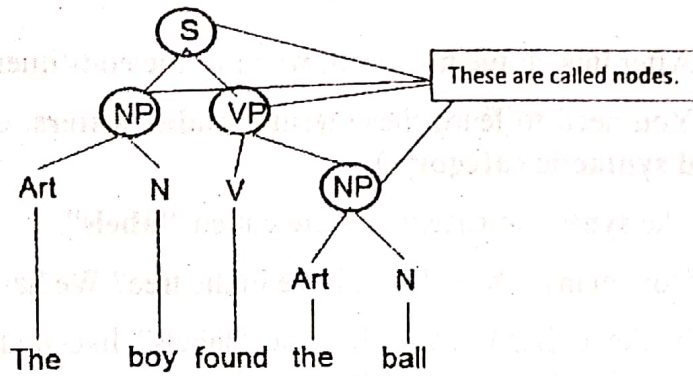 S
These are called nodes.
NP VP
Art N V NP
Art N
The boy found the ball